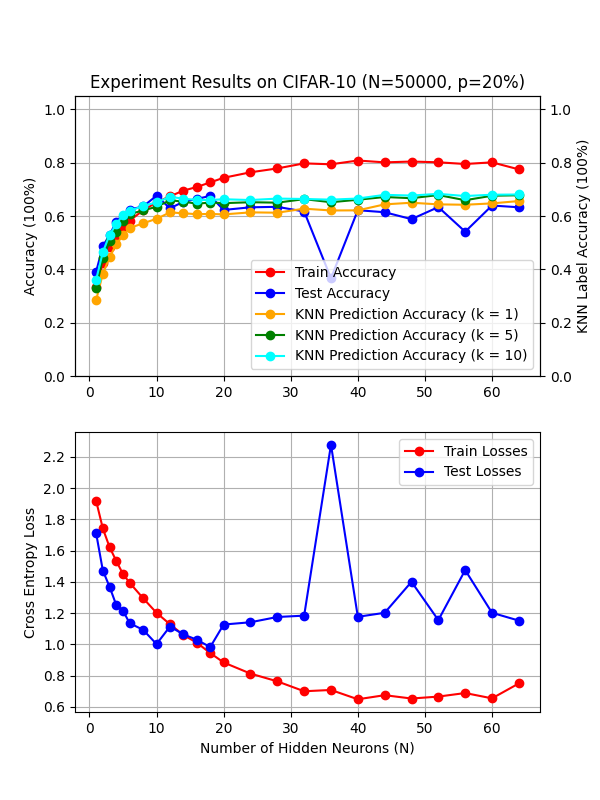 Experiment Results on CIFAR-10 (N=50000, p=20%)
Accuracy (100%)
1.0
0.8
0.6
0.4
0.2
0.0
KNN Label Accuracy (100%)
1.0
0.8
0.6
0.4
0.2
0.0
Train Accuracy
Test Accuracy
KNN Prediction Accuracy (k = 1)
KNN Prediction Accuracy (k = 5)
KNN Prediction Accuracy (k = 10)
0 10 20 30 40 50 60
Cross Entropy Loss
2.2
2.0
1.8
1.6
1.4
1.2
1.0
0.8
0.6
Train Losses
Test Losses
0 10 20 30 40 50 60
Number of Hidden Neurons (N)